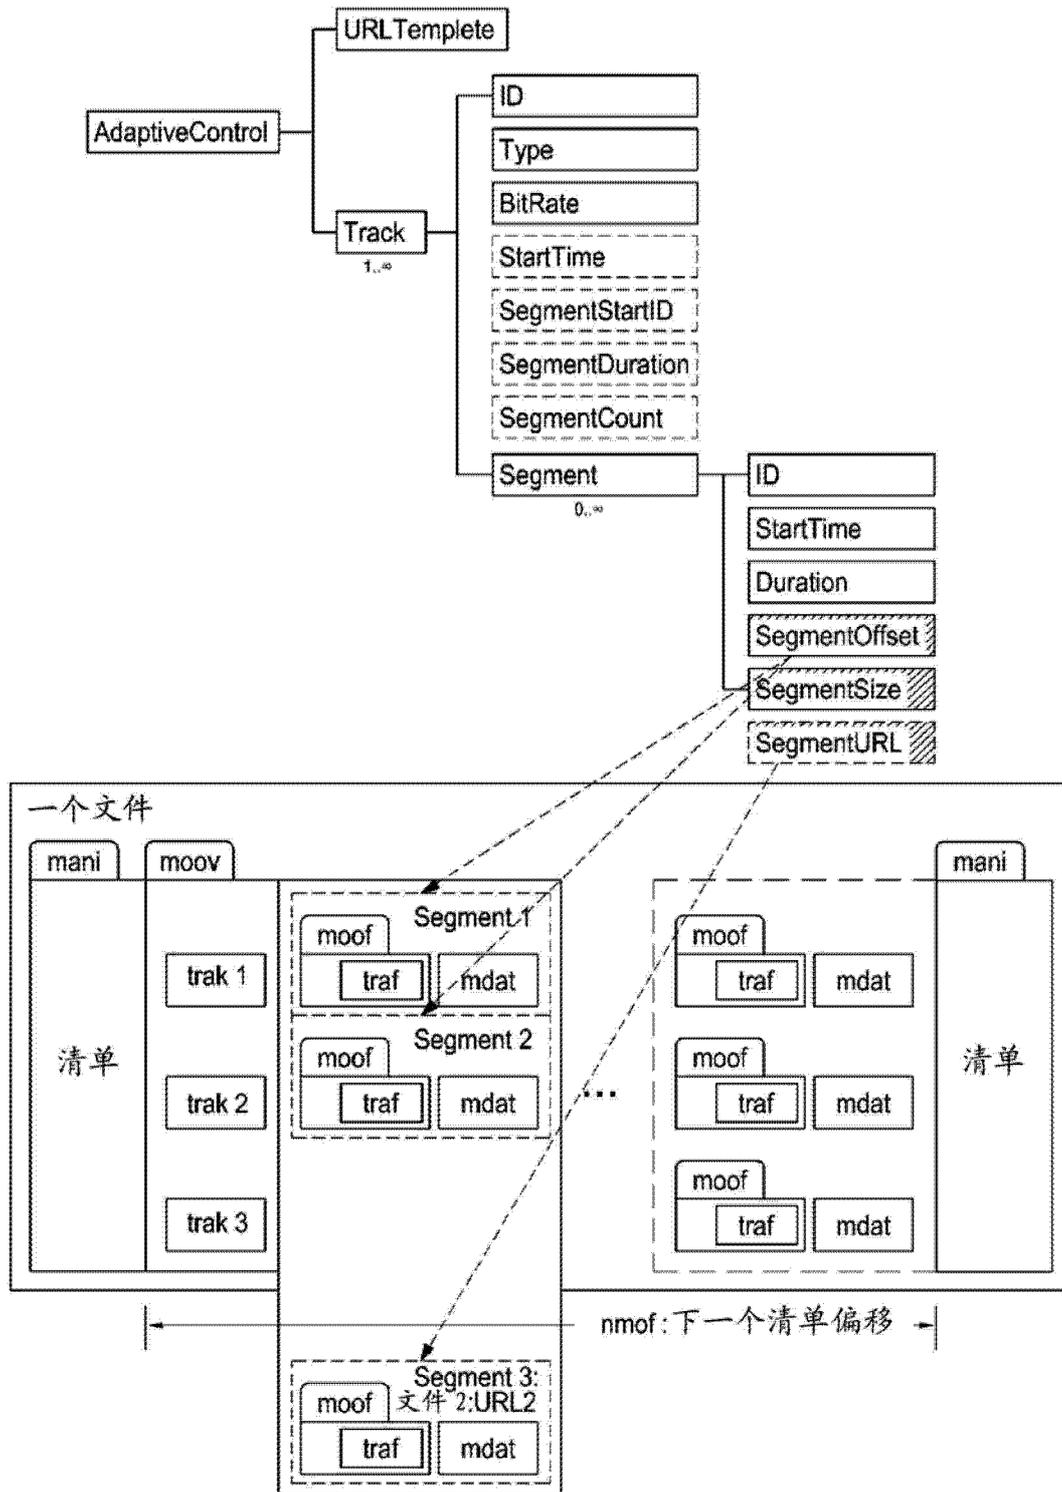 URLTemplete
ID
AdaptiveControl
Type
BitRate
Track
1..∞
StartTime
SegmentStartID
SegmentDuration
SegmentCount
Segment
0..∞
ID
StartTime
Duration
SegmentOffset
SegmentSize
SegmentURL
一个文件
mani
moov
mani
Segment 1
moof
moof
trak 1
traf
mdat
traf
mdat
Segment 2
清单
moof
moof
清单
trak 2
traf
mdat
...
traf
mdat
moof
trak 3
traf
mdat
nmof:下一个清单偏移
Segment 3:
moof
文件 2:URL2
traf
mdat